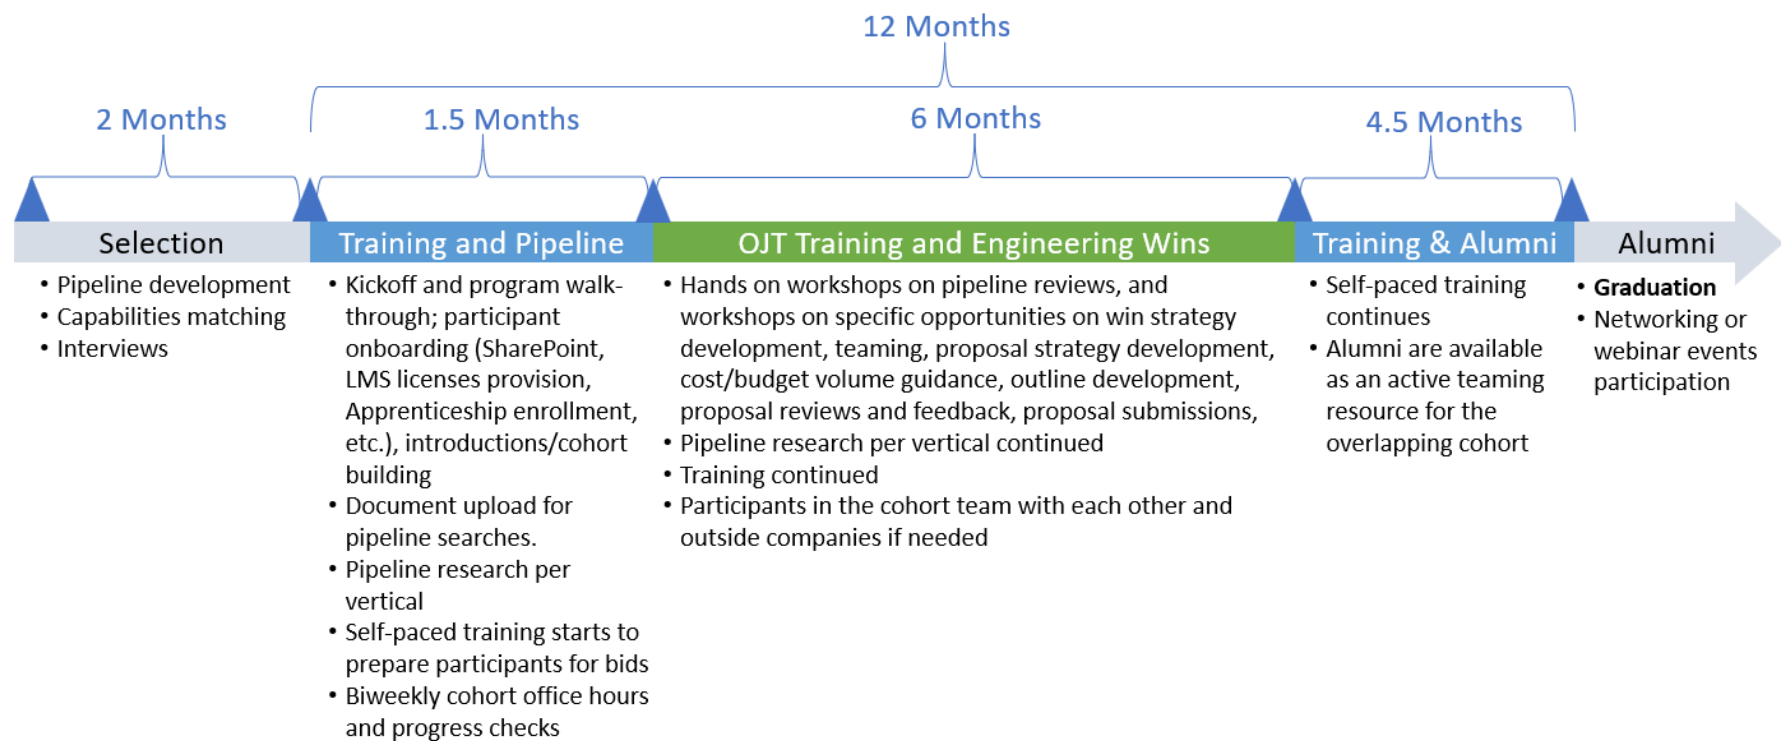 12 Months
2 Months
1.5 Months
6 Months
4.5 Months
Selection
• Pipeline development
• Capabilities matching
• Interviews
Training and Pipeline
• Kickoff and program walk-
through; participant
onboarding (SharePoint,
LMS licenses provision,
Apprenticeship enrollment,
etc.), introductions/cohort
building
• Document upload for
pipeline searches.
• Pipeline research per
vertical
• Self-paced training starts to
prepare participants for bids
• Biweekly cohort office hours
and progress checks
OJT Training and Engineering Wins
• Hands on workshops on pipeline reviews, and
workshops on specific opportunities on win strategy
development, teaming, proposal strategy development,
cost/budget volume guidance, outline development,
proposal reviews and feedback, proposal submissions,
• Pipeline research per vertical continued
• Training continued
• Participants in the cohort team with each other and
outside companies if needed
Training & Alumni
• Self-paced training
continues
• Alumni are available
as an active teaming
resource for the
overlapping cohort
Alumni
• Graduation
• Networking or
webinar events
participation